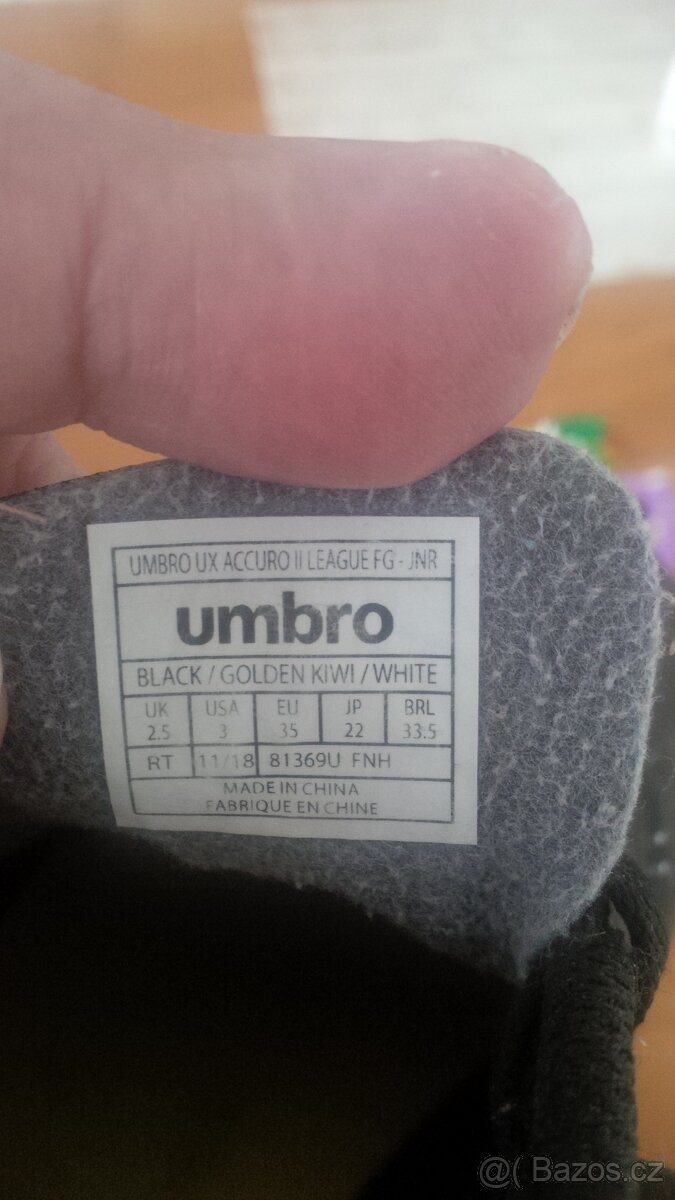 UMBRO UX ACCURO II LEAGUE FG - JNR
umbro
BLACK / GOLDEN KIWI / WHITE
UK USA EU JP BRL
2.5 3 35 22 33.5
RT 11/18 81369U FNH
MADE IN CHINA
FABRIQUE EN CHINE
@( Bazos.cz